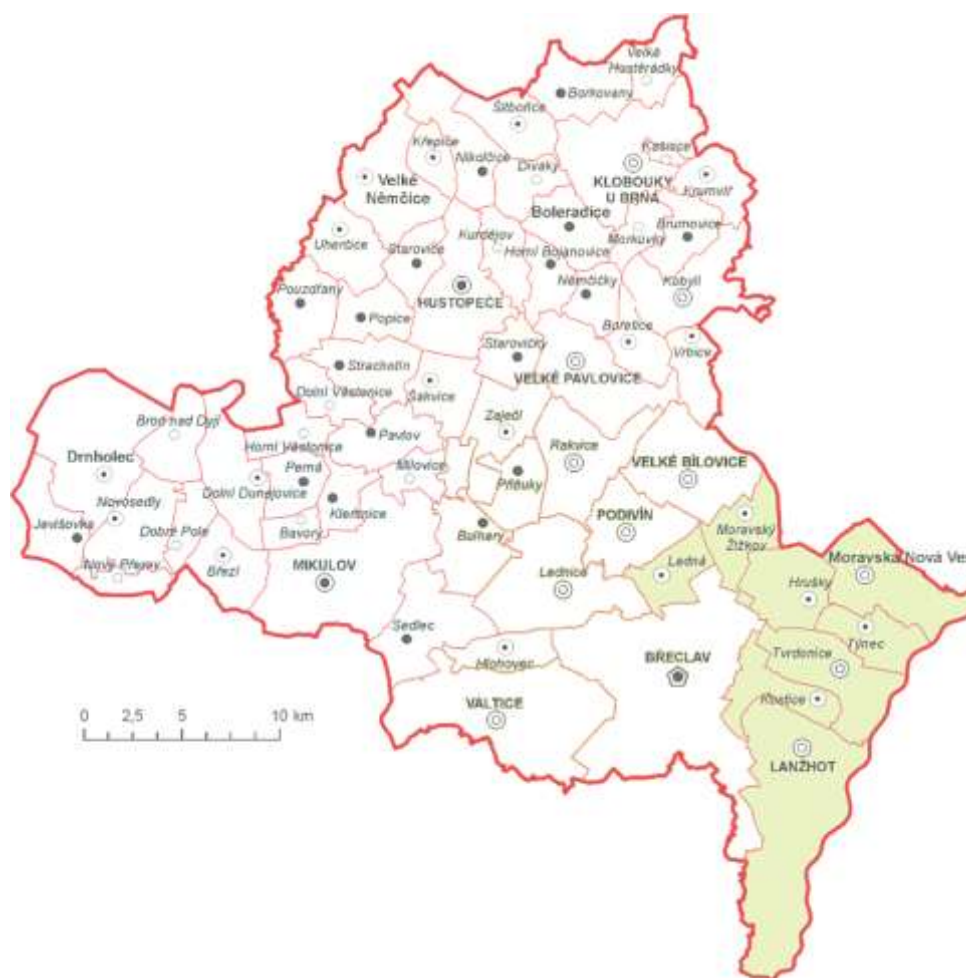 Velké
Hostěrádky
Borkovany
Šitbořice
Kašnice
Křepice
Nikolčice
Diváky
KLOBOUKY
U BRNA
Krumvíř
Velké
Němčice
Boleradice
Brumovice
Morkůvky
Kurdějov
Uherčice
Starovice
Horní Bojanovice
Němčičky
Kobylí
Pouzdřany
HUSTOPEČE
Popice
Bořetice
Vrbice
Starovičky
Strachotín
VELKÉ PAVLOVICE
Šakvice
Dolní Věstonice
Zaječí
Brod nad Dyjí
Horní Věstonice
Pavlov
Rakvice
Drnholec
Perná
Milovice
VELKÉ BÍLOVICE
Dolní Dunajovice
Přítluky
Novosedly
Klentnice
PODIVÍN
Moravský
Žižkov
Jevišovka
Dobré Pole
Bavory
Bulhary
Nový Přerov
Březí
MIKULOV
Lednice
Ladná
Moravská Nová Ves
Hrušky
Sedlec
Týnec
Hlohovec
BŘECLAV
Tvrdonice
Kostice
VALTICE
0 2,5 5 10 km
LANŽHOT